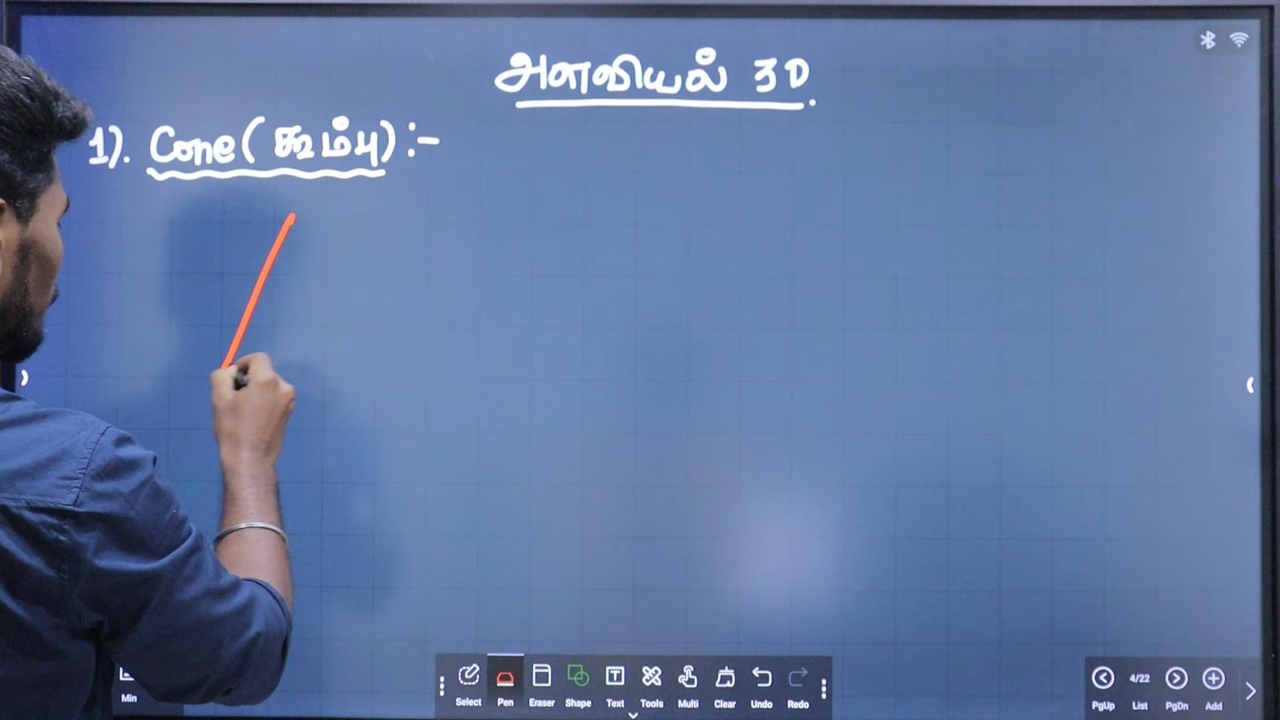 அளவியல் 3D.
1). Cone (கூம்பு) :-
Min
Select Pen Eraser Shape Text Tools Multi Clear Undo Redo
4/22
PgUp List PgDn Add